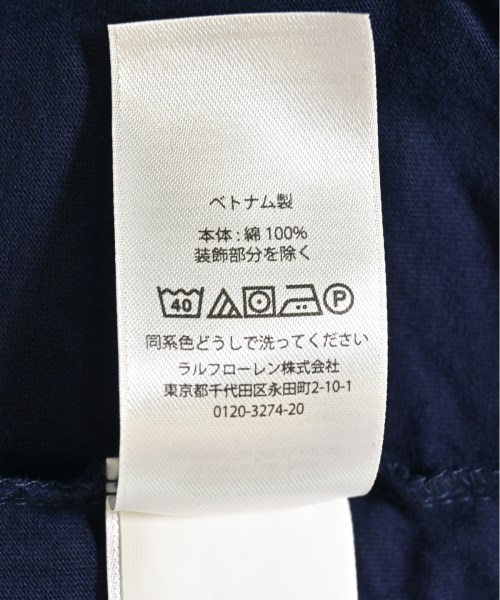 ベトナム製
本体 : 綿 100%
装飾部分を除く
40 P
同系色どうしで洗ってください
ラルフローレン株式会社
東京都千代田区永田町2-10-1
0120-3274-20